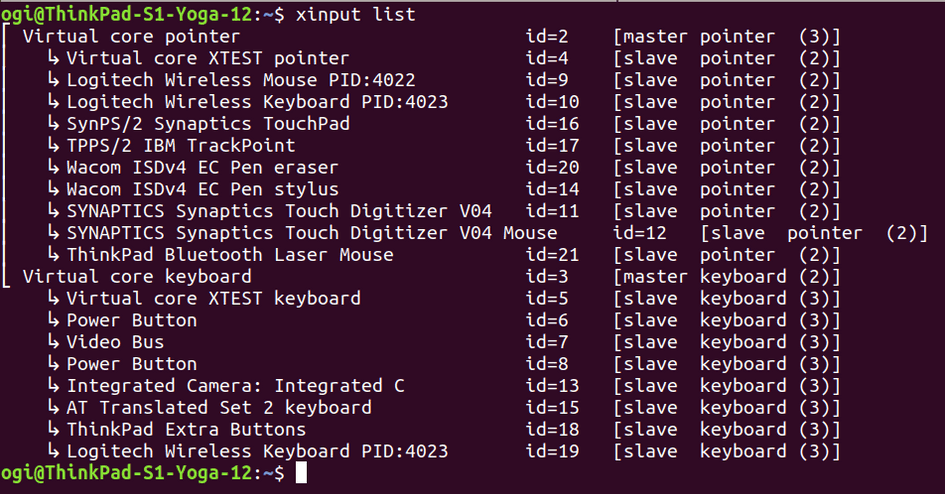 ogi@ThinkPad-S1-Yoga-12:~$ xinput list
⎡ Virtual core pointer                    	id=2	[master pointer  (3)]
⎜   ↳ Virtual core XTEST pointer              	id=4	[slave  pointer  (2)]
⎜   ↳ Logitech Wireless Mouse PID:4022        	id=9	[slave  pointer  (2)]
⎜   ↳ Logitech Wireless Keyboard PID:4023     	id=10	[slave  pointer  (2)]
⎜   ↳ SynPS/2 Synaptics TouchPad              	id=16	[slave  pointer  (2)]
⎜   ↳ TPPS/2 IBM TrackPoint                   	id=17	[slave  pointer  (2)]
⎜   ↳ Wacom ISDv4 EC Pen eraser               	id=20	[slave  pointer  (2)]
⎜   ↳ Wacom ISDv4 EC Pen stylus               	id=14	[slave  pointer  (2)]
⎜   ↳ SYNAPTICS Synaptics Touch Digitizer V04 	id=11	[slave  pointer  (2)]
⎜   ↳ SYNAPTICS Synaptics Touch Digitizer V04 Mouse	id=12	[slave  pointer  (2)]
⎜   ↳ ThinkPad Bluetooth Laser Mouse          	id=21	[slave  pointer  (2)]
⎣ Virtual core keyboard                   	id=3	[master keyboard (2)]
    ↳ Virtual core XTEST keyboard             	id=5	[slave  keyboard (3)]
    ↳ Power Button                            	id=6	[slave  keyboard (3)]
    ↳ Video Bus                               	id=7	[slave  keyboard (3)]
    ↳ Power Button                            	id=8	[slave  keyboard (3)]
    ↳ Integrated Camera: Integrated C         	id=13	[slave  keyboard (3)]
    ↳ AT Translated Set 2 keyboard            	id=15	[slave  keyboard (3)]
    ↳ ThinkPad Extra Buttons                  	id=18	[slave  keyboard (3)]
    ↳ Logitech Wireless Keyboard PID:4023     	id=19	[slave  keyboard (3)]
ogi@ThinkPad-S1-Yoga-12:~$